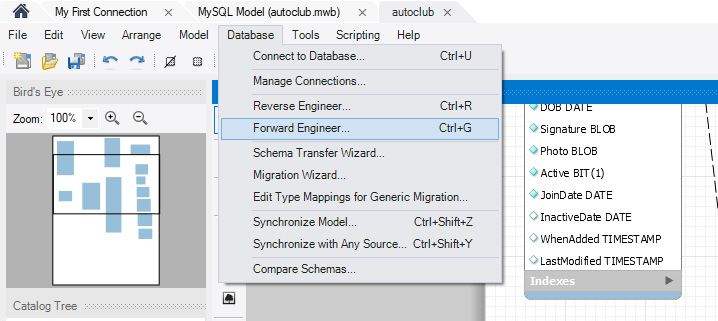 My First Connection MySQL Model (autoclub.mwb) autoclub
File Edit View Arrange Model Database Tools Scripting Help
Connect to Database... Ctrl+U
Manage Connections...
Reverse Engineer... Ctrl+R
Forward Engineer... Ctrl+G
Schema Transfer Wizard...
Migration Wizard...
Edit Type Mappings for Generic Migration...
Synchronize Model... Ctrl+Shift+Z
Synchronize with Any Source... Ctrl+Shift+Y
Compare Schemas...
Bird's Eye
Zoom: 100%
Catalog Tree
DOB DATE
Signature BLOB
Photo BLOB
Active BIT(1)
JoinDate DATE
InactiveDate DATE
WhenAdded TIMESTAMP
LastModified TIMESTAMP
Indexes